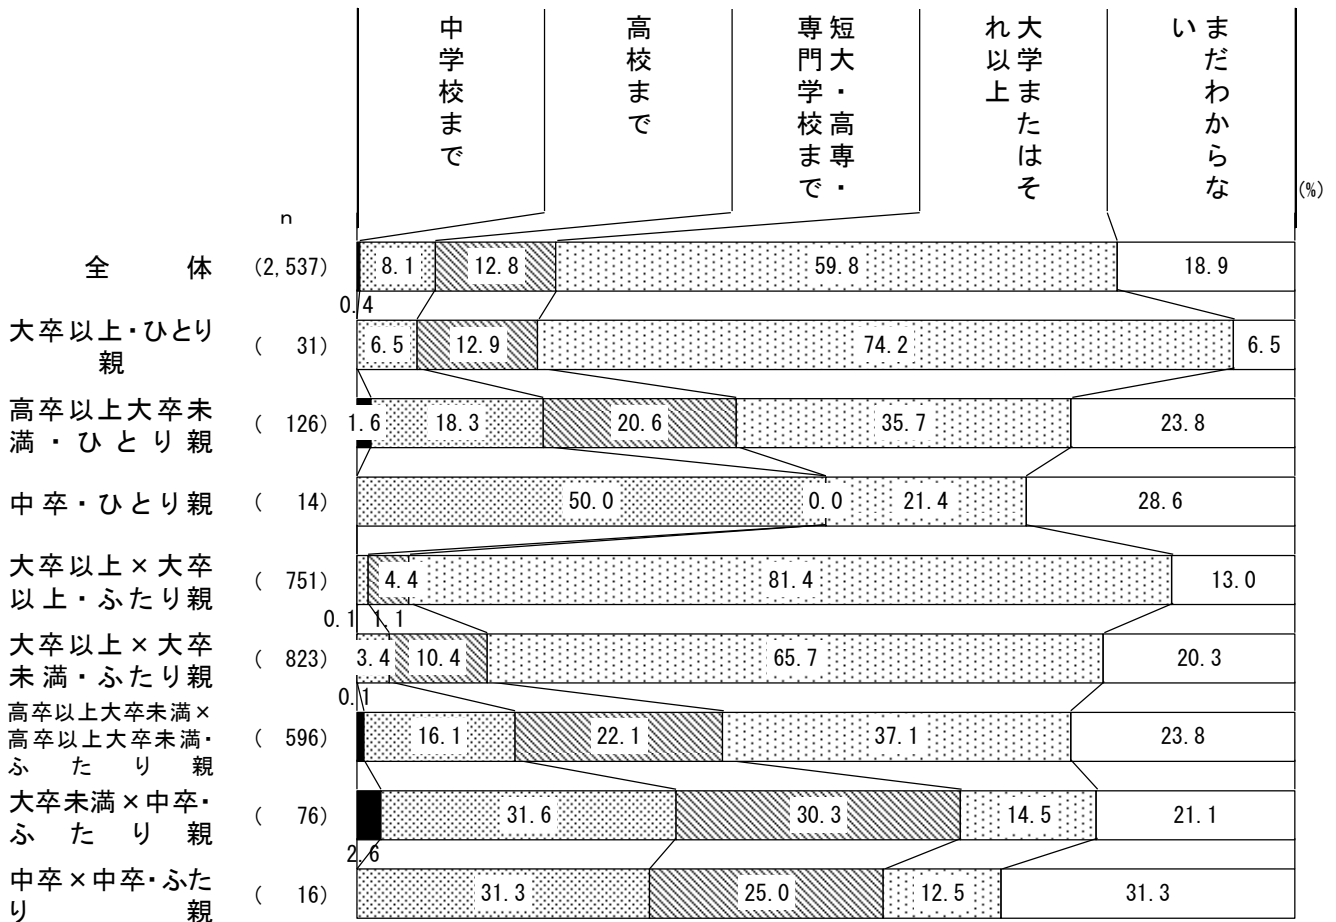 中学校まで
高校まで
短大・高専・
専門学校まで
大学またはそ
れ以上
まだわからな
い
(%)
n
全体 (2,537) 8.1 12.8 59.8 18.9
0.4
大卒以上・ひとり
親
( 31) 6.5 12.9 74.2 6.5
高卒以上大卒未
満・ひとり親
( 126) 1.6 18.3 20.6 35.7 23.8
中卒・ひとり親 ( 14) 50.0 0.0 21.4 28.6
大卒以上×大卒
以上・ふたり親
( 751) 4.4 81.4 13.0
0.1 1.1
大卒以上×大卒
未満・ふたり親
( 823) 3.4 10.4 65.7 20.3
0.1
高卒以上大卒未満×
高卒以上大卒未満・
ふたり親
( 596) 16.1 22.1 37.1 23.8
大卒未満×中卒・
ふたり親
( 76) 31.6 30.3 14.5 21.1
2.6
中卒×中卒・ふた
り親
( 16) 31.3 25.0 12.5 31.3